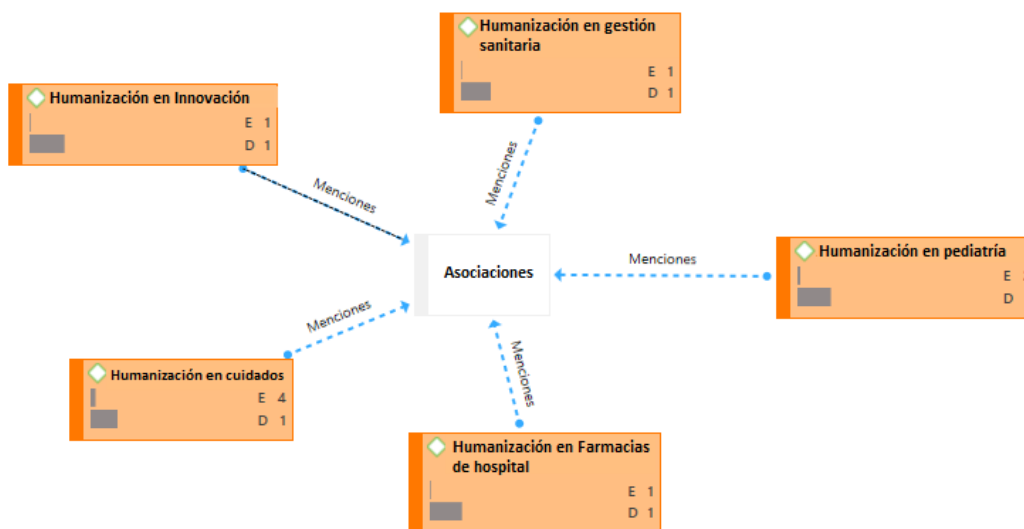 Humanización en gestión
sanitaria
E 1
D 1
Humanización en Innovación
E 1
D 1
Menciones
Menciones
Asociaciones
Menciones
Humanización en pediatría
E
D
Menciones
Humanización en cuidados
E 4
D 1
Menciones
Humanización en Farmacias
de hospital
E 1
D 1